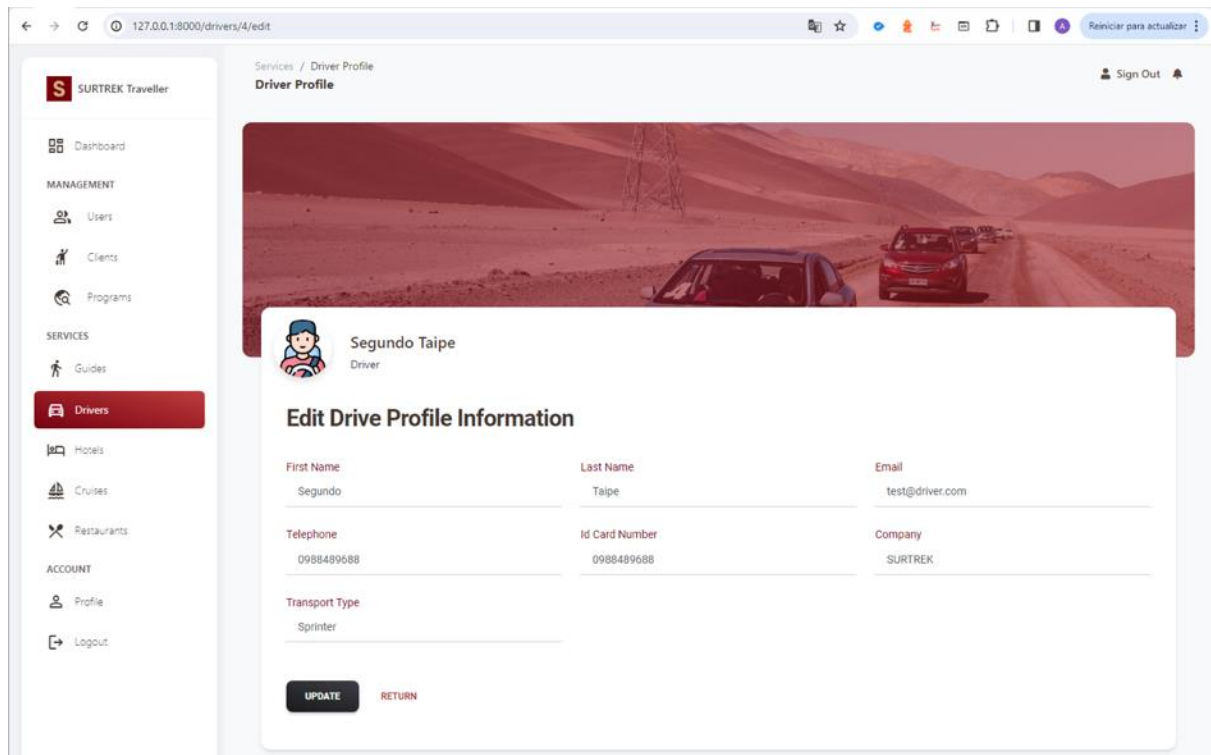 127.0.0.1:8000/drivers/4/edit
A
Reiniciar para actualizar
S SURTREK Traveller
Dashboard
MANAGEMENT
Users
Clients
Programs
SERVICES
Guides
Drivers
Hotels
Cruises
Restaurants
ACCOUNT
Profile
Logout
Services / Driver Profile
Driver Profile
Sign Out
Segundo Taipe
Driver
Edit Drive Profile Information
First Name Last Name Email
Segundo Taipe test@driver.com
Telephone Id Card Number Company
0988489688 0988489688 SURTREK
Transport Type
Sprinter
UPDATE RETURN